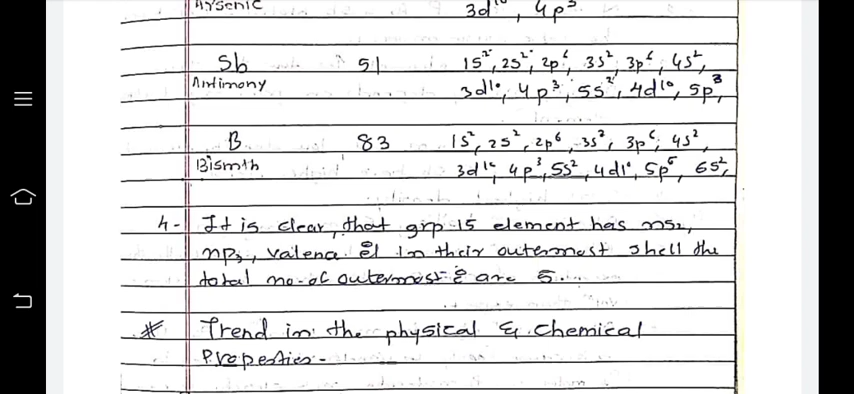 Arsenic 3d¹⁰, 4p³
Sb 51 1s², 2s², 2p⁶, 3s², 3p⁶, 4s²,
Antimony 3d¹⁰, 4p³, 5s², 4d¹⁰, 5p³,
B 83 1s², 2s², 2p⁶, 3s², 3p⁶, 4s²,
Bismth 3d¹⁰, 4p³, 5s², 4d¹⁰, 5p⁶, 6s²,
4- It is clear, that grp 15 element has ns2,
np3, valena ēl in their outermost shell the
total no-of outermost ē are 5.
* Trend in the physical & chemical
Properties-